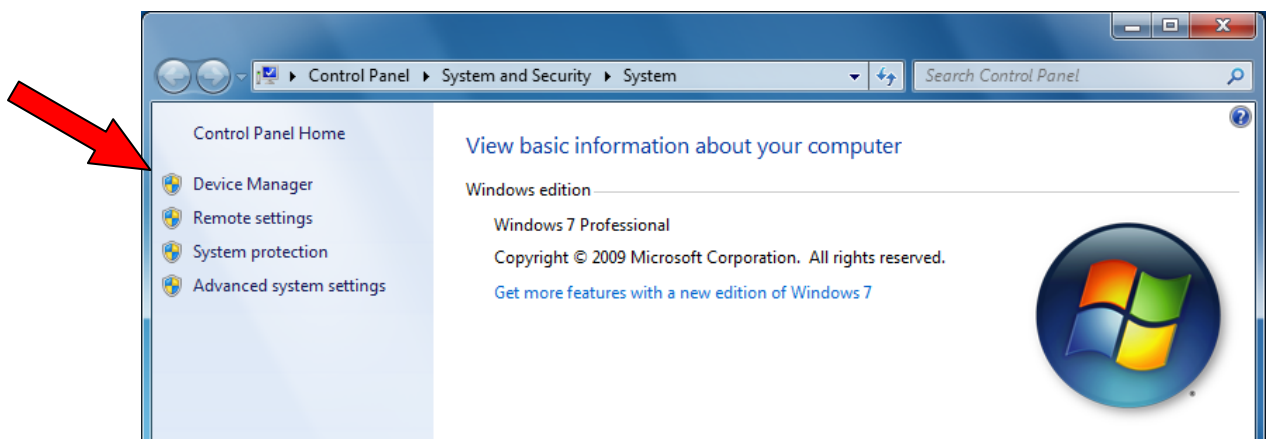 Control Panel ▸ System and Security ▸ System
Search Control Panel
Control Panel Home
Device Manager
Remote settings
System protection
Advanced system settings
View basic information about your computer
Windows edition
Windows 7 Professional
Copyright © 2009 Microsoft Corporation. All rights reserved.
Get more features with a new edition of Windows 7